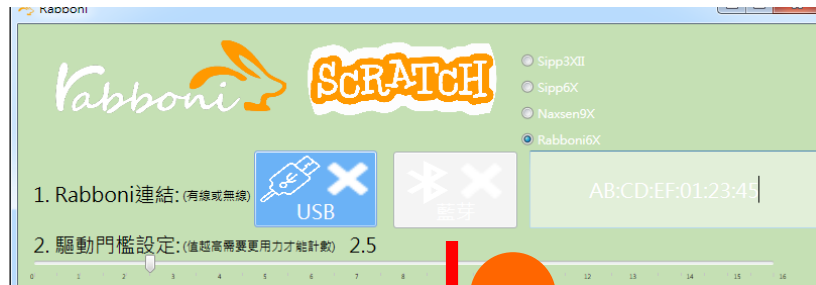 Rabboni
rabboni
SCRATCH
Sipp3XII
Sipp6X
Naxsen9X
Rabboni6X
1. Rabboni連結:(有線或無線)
USB
藍芽
AB:CD:EF:01:23:45
2. 驅動門檻設定:(值越高需要更用力才能計數) 2.5
0 1 2 3 4 5 6 7 8 12 13 14 15 16